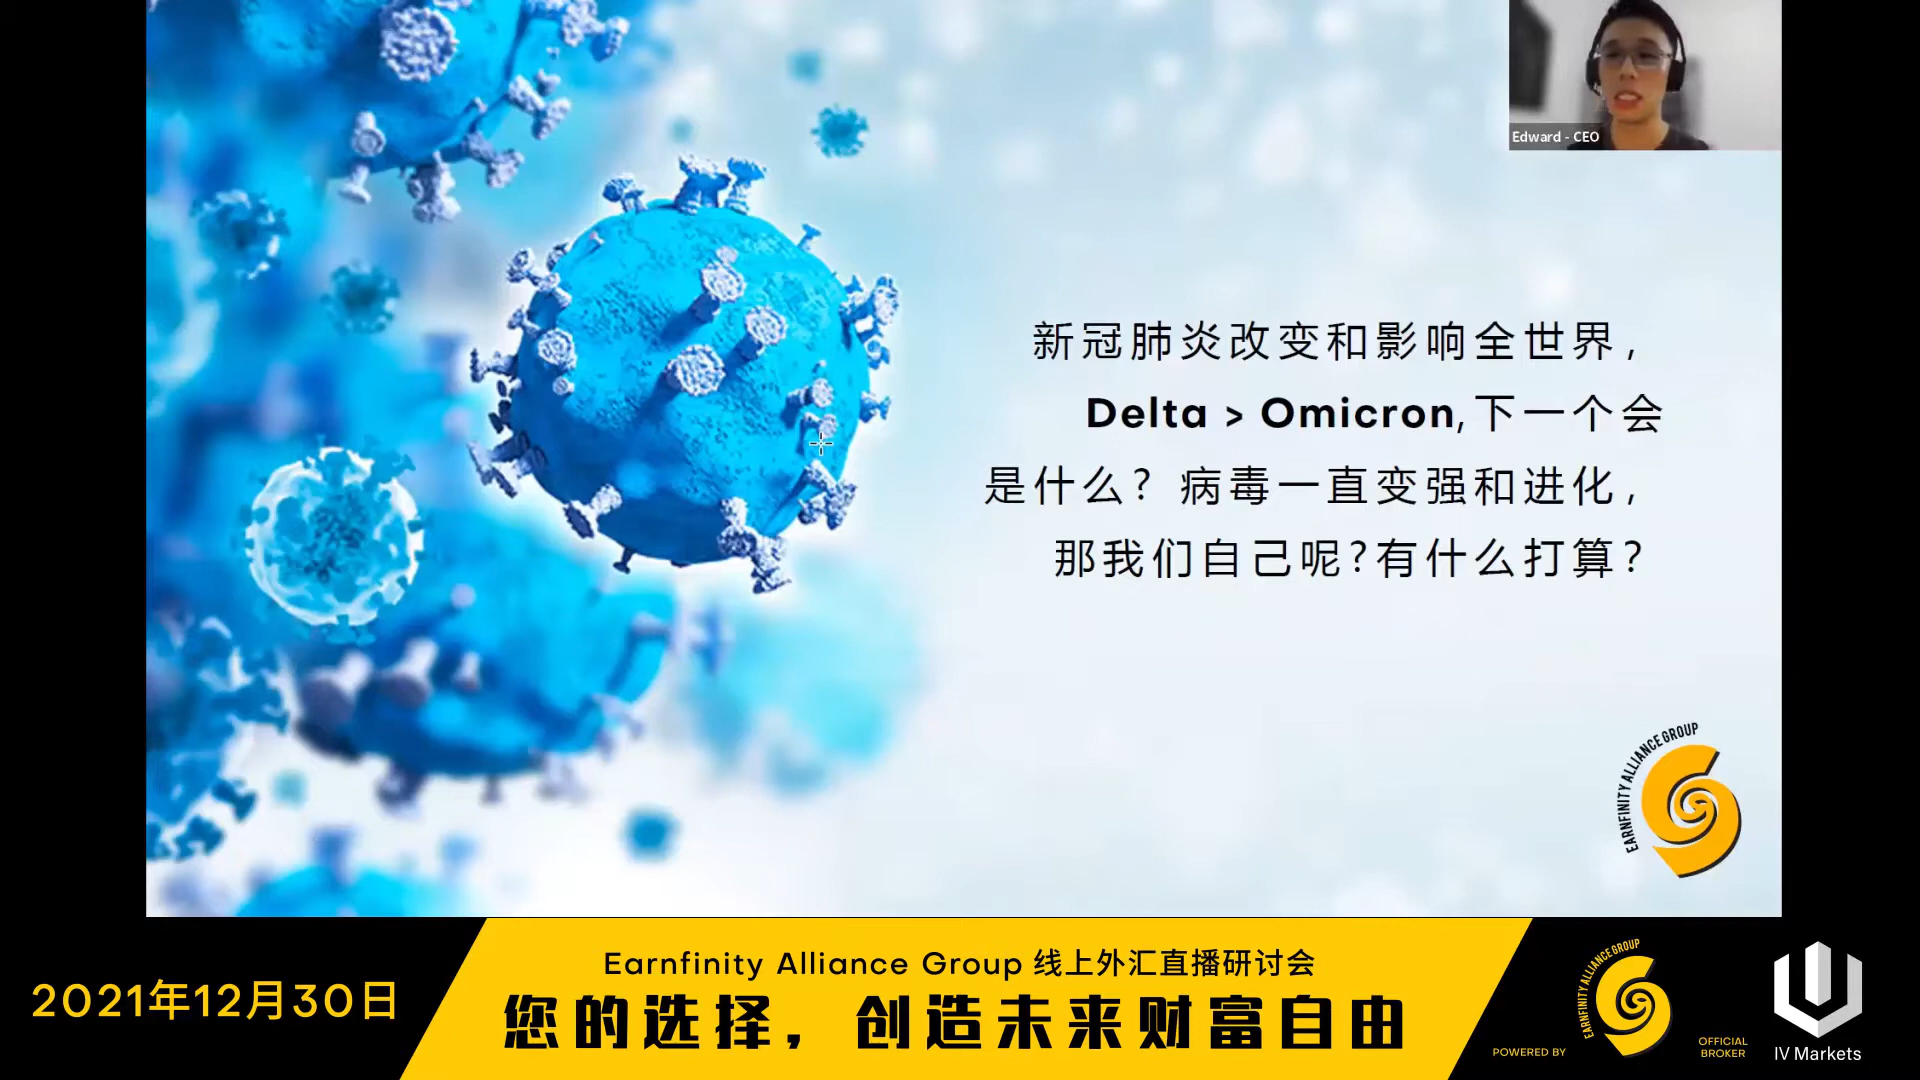 Edward - CEO
新冠肺炎改变和影响全世界，
Delta > Omicron,下一个会
是什么？病毒一直变强和进化，
那我们自己呢?有什么打算？
EARNFINITY ALLIANCE GROUP
2021年12月30日
Earnfinity Alliance Group 线上外汇直播研讨会
您的选择，创造未来财富自由
POWERED BY
EARNFINITY ALLIANCE GROUP
OFFICIAL
BROKER
IV Markets